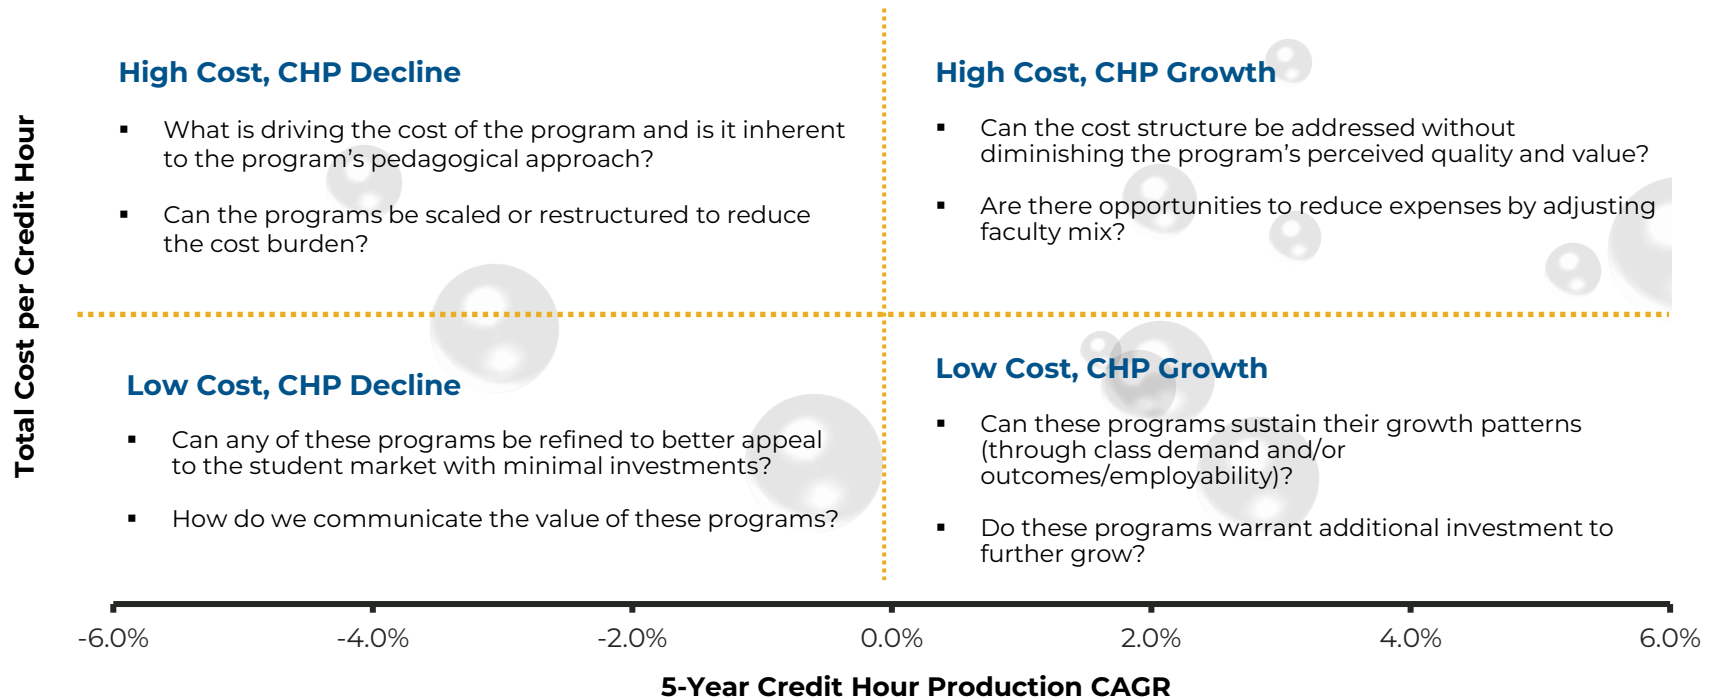 Total Cost per Credit Hour
High Cost, CHP Decline
▪ What is driving the cost of the program and is it inherent
to the program’s pedagogical approach?
▪ Can the programs be scaled or restructured to reduce
the cost burden?
High Cost, CHP Growth
▪ Can the cost structure be addressed without
diminishing the program’s perceived quality and value?
▪ Are there opportunities to reduce expenses by adjusting
faculty mix?
Low Cost, CHP Decline
▪ Can any of these programs be refined to better appeal
to the student market with minimal investments?
▪ How do we communicate the value of these programs?
Low Cost, CHP Growth
▪ Can these programs sustain their growth patterns
(through class demand and/or
outcomes/employability)?
▪ Do these programs warrant additional investment to
further grow?
-6.0% -4.0% -2.0% 0.0% 2.0% 4.0% 6.0%
5-Year Credit Hour Production CAGR